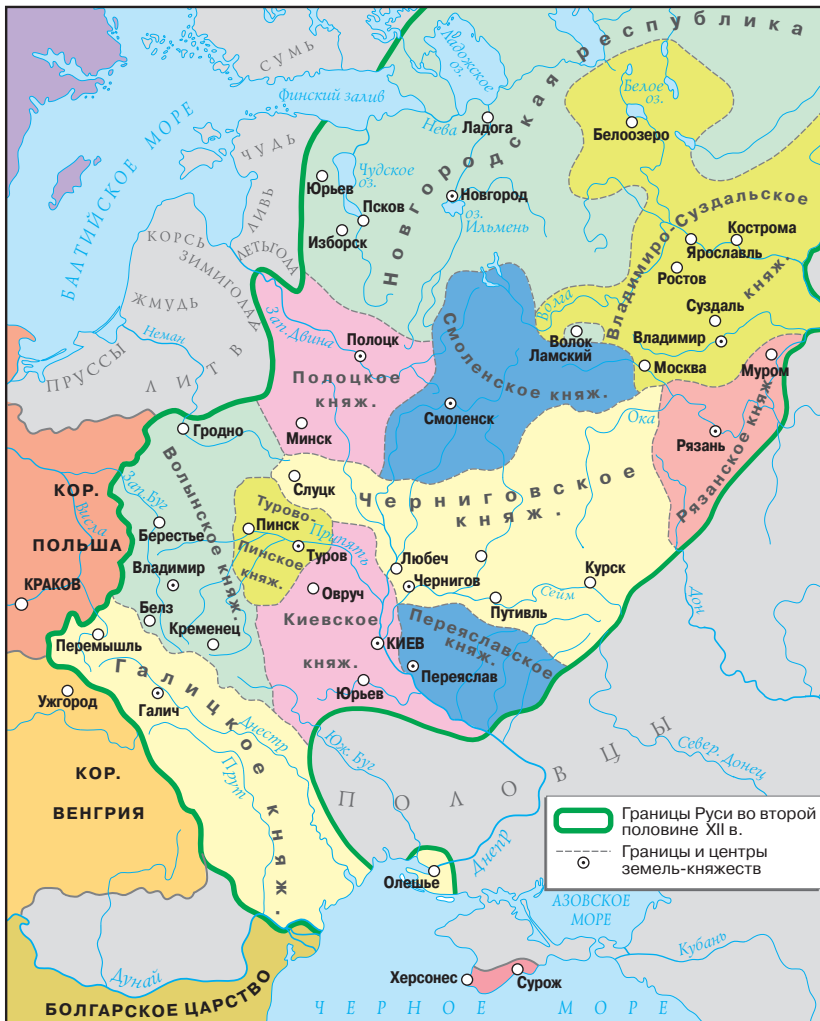 СУМЬ
Ладожское
оз.
Новгородская республика
Финский залив
Нева
Ладога
Белое
оз.
Белоозеро
БАЛТИЙСКОЕ МОРЕ
ЧУДЬ
Чудское
оз.
Юрьев
Псков
Изборск
Новгород
оз.
Ильмень
ЛИВЬ
ЛЕТЬГОЛА
КОРСЬ
ЗИМИГОЛА
ЖМУДЬ
Неман
ПРУССЫ
ЛИТВА
Владимиро-Суздальское
княж.
Кострома
Ярославль
Ростов
Суздаль
Владимир
Москва
Волга
Волок
Ламский
Муром
Зап. Двина
Полоцк
Полоцкое
княж.
Минск
Смоленское княж.
Смоленск
Ока
Рязань
Рязанское княж.
Гродно
Слуцк
Черниговское
княж.
КОР.
ПОЛЬША
Висла
КРАКОВ
Зап. Буг
Волынское княж.
Берестье
Владимир
Белз
Кременец
Турово-
Пинское
княж.
Пинск
Туров
Припять
Овруч
Любеч
Чернигов
Курск
Сейм
Путивль
Дон
Киевское
княж.
КИЕВ
Юрьев
Переяславское
княж.
Переяслав
Перемышль
Ужгород
Галицкое княж.
Галич
Днестр
Прут
Юж. Буг
КОР.
ВЕНГРИЯ
ПОЛОВЦЫ
Север. Донец
Днепр
Олешье
Границы Руси во второй
половине XII в.
Границы и центры
земель-княжеств
АЗОВСКОЕ
МОРЕ
Кубань
Дунай
БОЛГАРСКОЕ ЦАРСТВО
Херсонес
Сурож
ЧЕРНОЕ МОРЕ